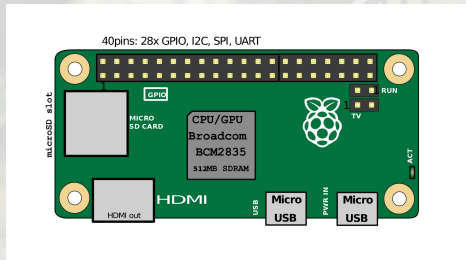 40pins: 28x GPIO, I2C, SPI, UART
microSD slot
GPIO
MICRO
SD CARD
CPU/GPU
Broadcom
BCM2835
512MB SDRAM
RUN
1
TV
ACT
HDMI out
HDMI
USB
Micro
USB
PWR IN
Micro
USB